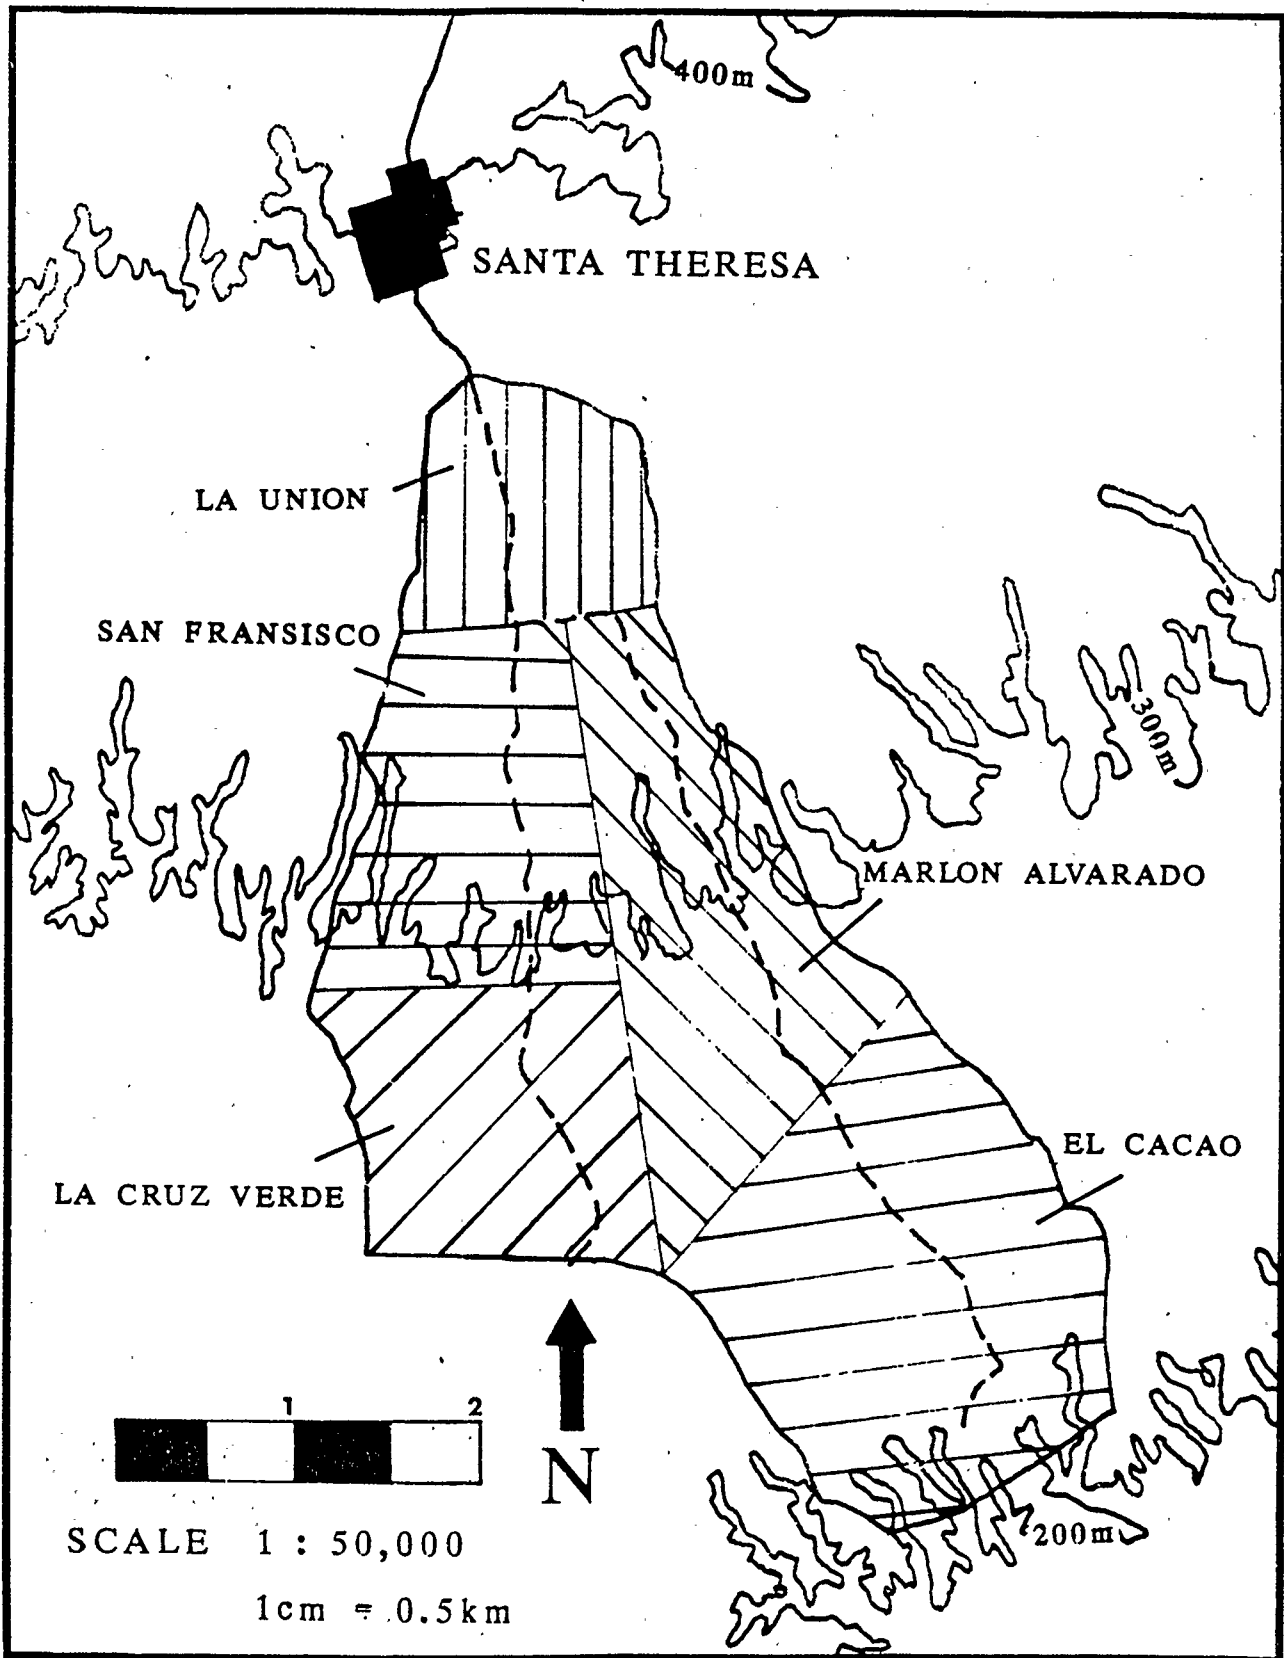 400m
SANTA THERESA
LA UNION
SAN FRANSISCO
300m
MARLON ALVARADO
EL CACAO
LA CRUZ VERDE
1 2
N
200m
SCALE 1 : 50,000
1cm = 0.5km